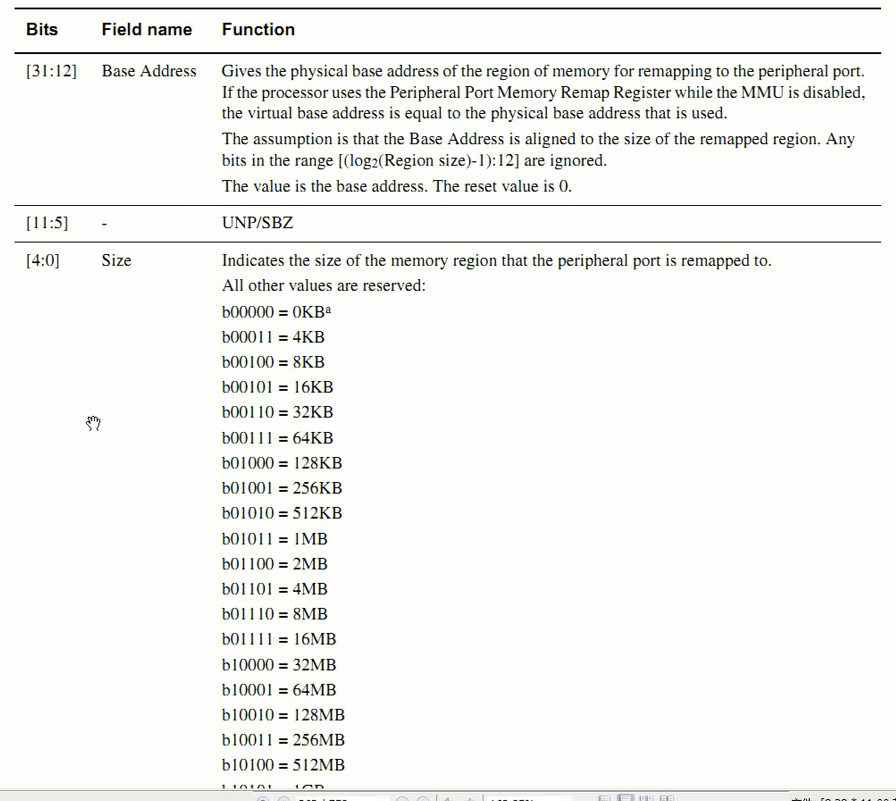 Bits Field name Function
[31:12] Base Address Gives the physical base address of the region of memory for remapping to the peripheral port.
If the processor uses the Peripheral Port Memory Remap Register while the MMU is disabled,
the virtual base address is equal to the physical base address that is used.
The assumption is that the Base Address is aligned to the size of the remapped region. Any
bits in the range [(log2(Region size)-1):12] are ignored.
The value is the base address. The reset value is 0.
[11:5] - UNP/SBZ
[4:0] Size Indicates the size of the memory region that the peripheral port is remapped to.
All other values are reserved:
b00000 = 0KBa
b00011 = 4KB
b00100 = 8KB
b00101 = 16KB
b00110 = 32KB
b00111 = 64KB
b01000 = 128KB
b01001 = 256KB
b01010 = 512KB
b01011 = 1MB
b01100 = 2MB
b01101 = 4MB
b01110 = 8MB
b01111 = 16MB
b10000 = 32MB
b10001 = 64MB
b10010 = 128MB
b10011 = 256MB
b10100 = 512MB